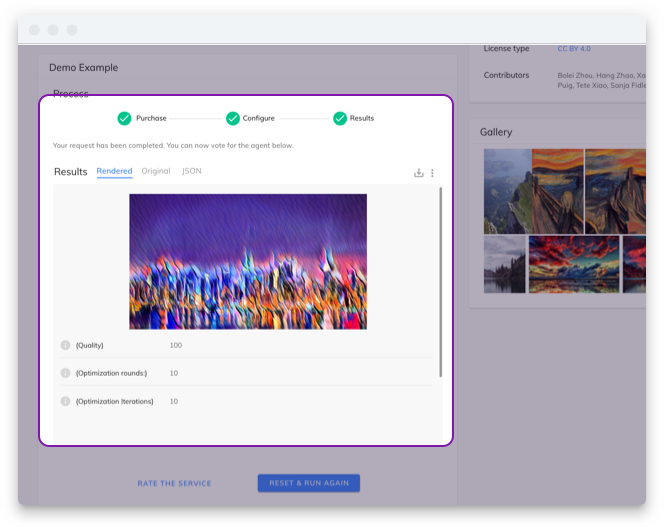 Demo Example
Process
Purchase
Configure
Results
Your request has been completed. You can now vote for the agent below.
Results
Rendered
Original
JSON
(Quality)
100
(Optimization rounds:)
10
(Optimization Iterations)
10
RATE THE SERVICE
RESET & RUN AGAIN
License type
CC BY 4.0
Contributors
Bolei Zhou, Hang Zhao, Xa
Puig, Tete Xiao, Sanja Fidle
Gallery